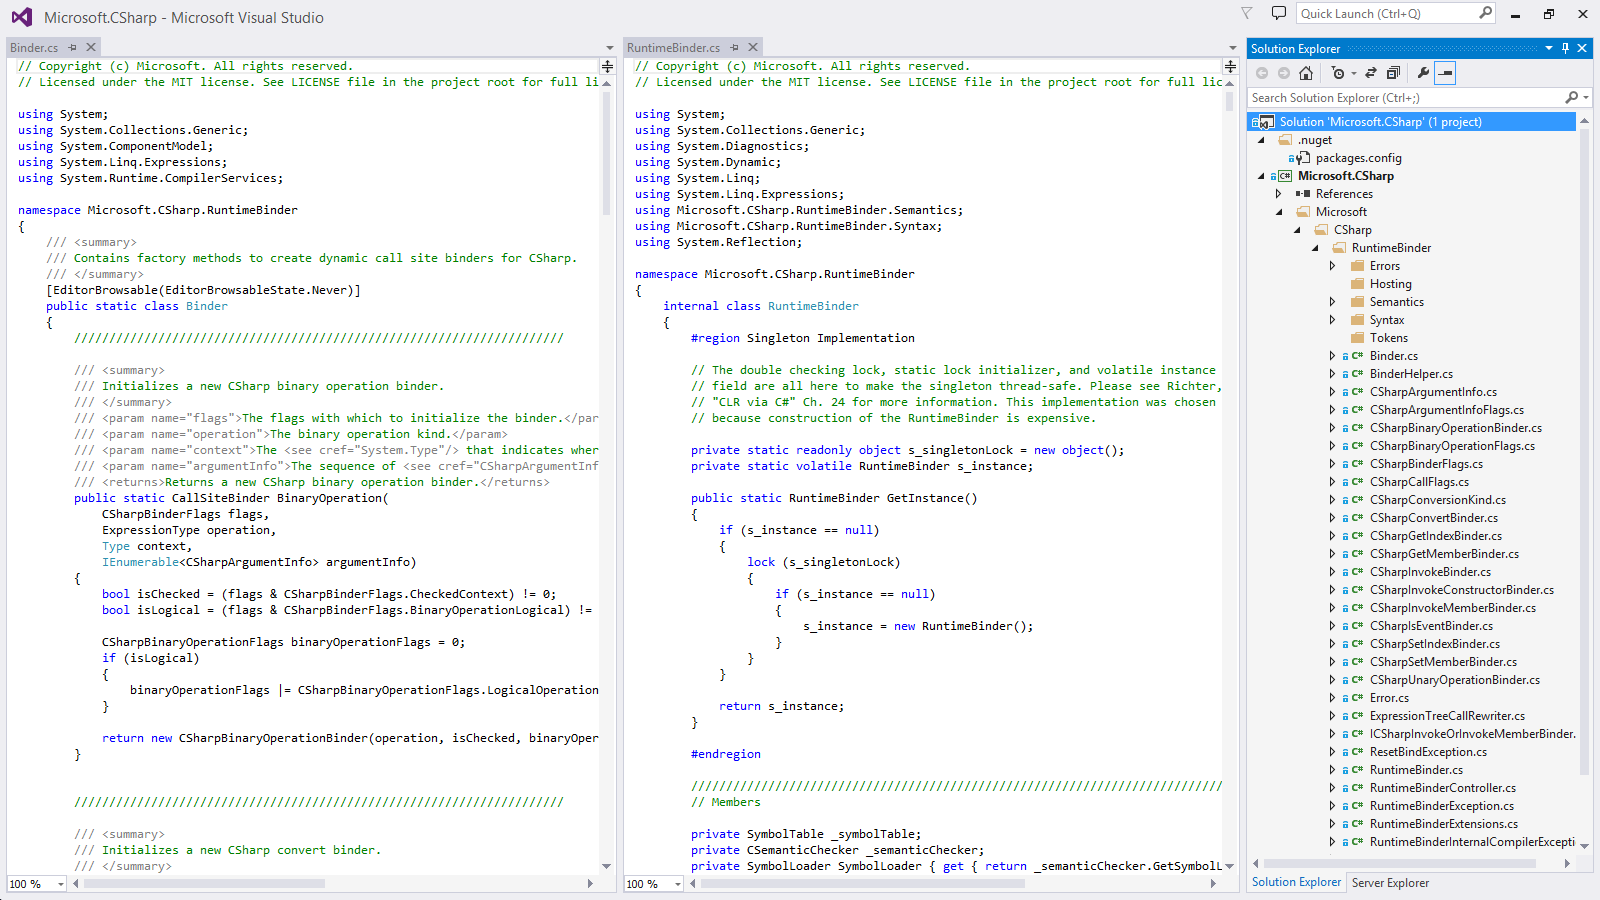 Microsoft.CSharp - Microsoft Visual Studio
Quick Launch (Ctrl+Q)
Binder.cs
// Copyright (c) Microsoft. All rights reserved.
// Licensed under the MIT license. See LICENSE file in the project root for full li
using System;
using System.Collections.Generic;
using System.ComponentModel;
using System.Linq.Expressions;
using System.Runtime.CompilerServices;
namespace Microsoft.CSharp.RuntimeBinder
{
/// <summary>
/// Contains factory methods to create dynamic call site binders for CSharp.
/// </summary>
[EditorBrowsable(EditorBrowsableState.Never)]
public static class Binder
{
//////////////////////////////////////////////////////////////////////
/// <summary>
/// Initializes a new CSharp binary operation binder.
/// </summary>
/// <param name="flags">The flags with which to initialize the binder.</par
/// <param name="operation">The binary operation kind.</param>
/// <param name="context">The <see cref="System.Type"/> that indicates wher
/// <param name="argumentInfo">The sequence of <see cref="CSharpArgumentInf
/// <returns>Returns a new CSharp binary operation binder.</returns>
public static CallSiteBinder BinaryOperation(
CSharpBinderFlags flags,
ExpressionType operation,
Type context,
IEnumerable<CSharpArgumentInfo> argumentInfo)
{
bool isChecked = (flags & CSharpBinderFlags.CheckedContext) != 0;
bool isLogical = (flags & CSharpBinderFlags.BinaryOperationLogical) !=
CSharpBinaryOperationFlags binaryOperationFlags = 0;
if (isLogical)
{
binaryOperationFlags |= CSharpBinaryOperationFlags.LogicalOperation
}
return new CSharpBinaryOperationBinder(operation, isChecked, binaryOper
}
//////////////////////////////////////////////////////////////////////
/// <summary>
/// Initializes a new CSharp convert binder.
/// </summary>
100 %
RuntimeBinder.cs
// Copyright (c) Microsoft. All rights reserved.
// Licensed under the MIT license. See LICENSE file in the project root for full lic
using System;
using System.Collections.Generic;
using System.Diagnostics;
using System.Dynamic;
using System.Linq;
using System.Linq.Expressions;
using Microsoft.CSharp.RuntimeBinder.Semantics;
using Microsoft.CSharp.RuntimeBinder.Syntax;
using System.Reflection;
namespace Microsoft.CSharp.RuntimeBinder
{
internal class RuntimeBinder
{
#region Singleton Implementation
// The double checking lock, static lock initializer, and volatile instance
// field are all here to make the singleton thread-safe. Please see Richter,
// "CLR via C#" Ch. 24 for more information. This implementation was chosen
// because construction of the RuntimeBinder is expensive.
private static readonly object s_singletonLock = new object();
private static volatile RuntimeBinder s_instance;
public static RuntimeBinder GetInstance()
{
if (s_instance == null)
{
lock (s_singletonLock)
{
if (s_instance == null)
{
s_instance = new RuntimeBinder();
}
}
}
return s_instance;
}
#endregion
////////////////////////////////////////////////////////////////////////////
// Members
private SymbolTable _symbolTable;
private CSemanticChecker _semanticChecker;
private SymbolLoader SymbolLoader { get { return _semanticChecker.GetSymbolL
100 %
Solution Explorer
Search Solution Explorer (Ctrl+;)
Solution 'Microsoft.CSharp' (1 project)
.nuget
packages.config
C# Microsoft.CSharp
References
Microsoft
CSharp
RuntimeBinder
Errors
Hosting
Semantics
Syntax
Tokens
C# Binder.cs
C# BinderHelper.cs
C# CSharpArgumentInfo.cs
C# CSharpArgumentInfoFlags.cs
C# CSharpBinaryOperationBinder.cs
C# CSharpBinaryOperationFlags.cs
C# CSharpBinderFlags.cs
C# CSharpCallFlags.cs
C# CSharpConversionKind.cs
C# CSharpConvertBinder.cs
C# CSharpGetIndexBinder.cs
C# CSharpGetMemberBinder.cs
C# CSharpInvokeBinder.cs
C# CSharpInvokeConstructorBinder.cs
C# CSharpInvokeMemberBinder.cs
C# CSharpIsEventBinder.cs
C# CSharpSetIndexBinder.cs
C# CSharpSetMemberBinder.cs
C# CSharpUnaryOperationBinder.cs
C# Error.cs
C# ExpressionTreeCallRewriter.cs
C# ICSharpInvokeOrInvokeMemberBinder.
C# ResetBindException.cs
C# RuntimeBinder.cs
C# RuntimeBinderController.cs
C# RuntimeBinderException.cs
C# RuntimeBinderExtensions.cs
C# RuntimeBinderInternalCompilerExcepti
Solution Explorer
Server Explorer